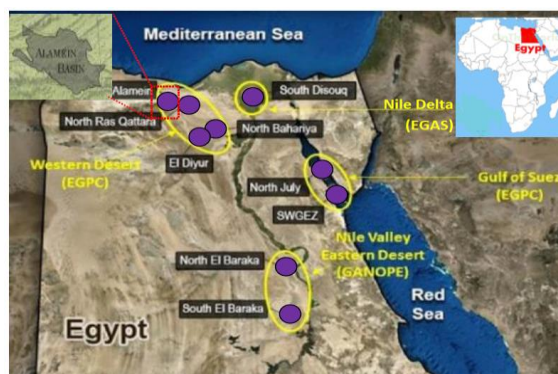 ALAMEIN
BASIN
Mediterranean Sea
Egypt
Alamein
South Disouq
North Ras Qattara
Nile Delta
(EGAS)
North Bahariya
Western Desert
(EGPC)
El Diyur
Gulf of Suez
(EGPC)
North July
SWGEZ
Nile Valley
Eastern Desert
(GANOPE)
North El Baraka
South El Baraka
Red
Sea
Egypt